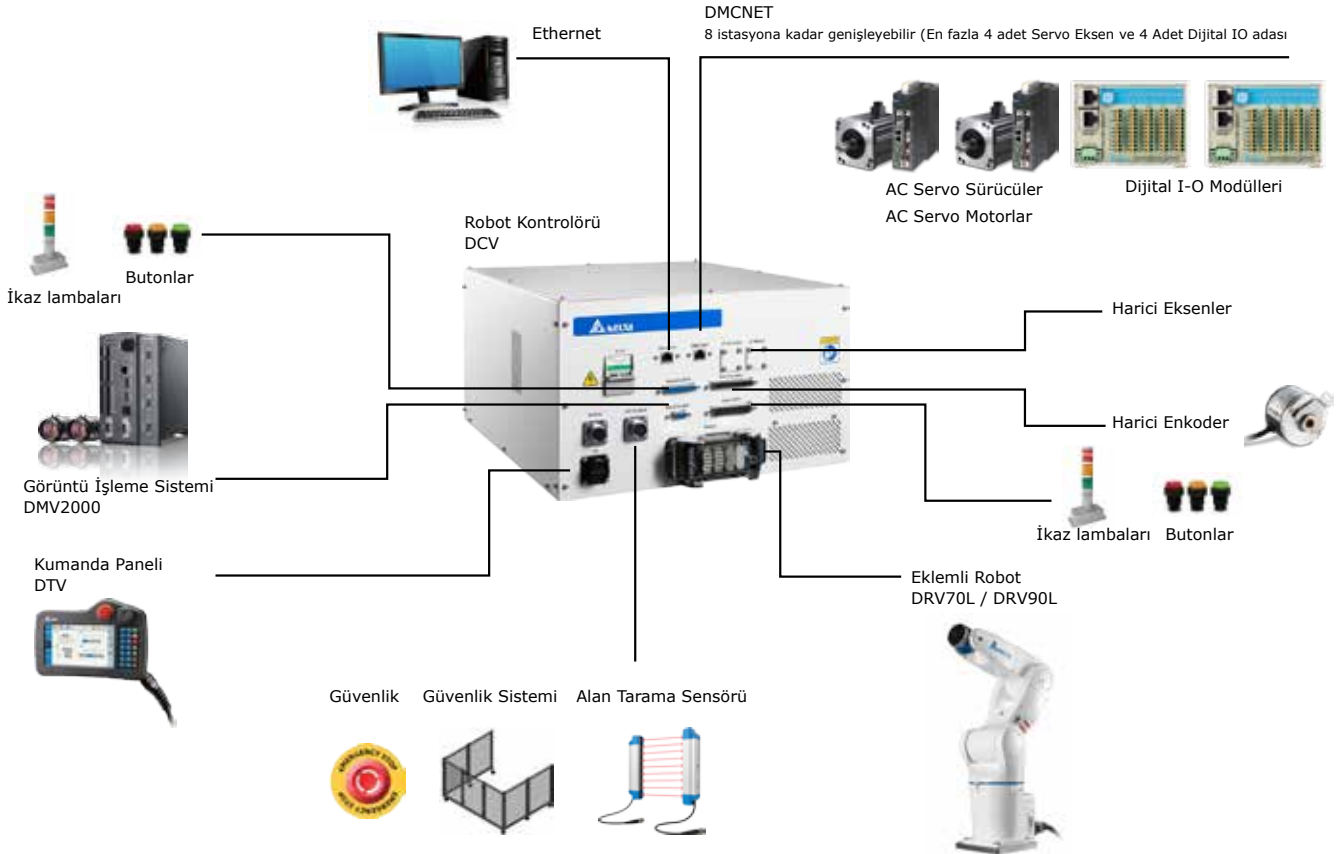 DMCNET
8 istasyona kadar genişleyebilir (En fazla 4 adet Servo Eksen ve 4 Adet Dijital IO adası
Ethernet
AC Servo Sürücüler
AC Servo Motorlar
Dijital I-O Modülleri
Robot Kontrolörü
DCV
Butonlar
İkaz lambaları
Harici Eksenler
Harici Enkoder
Görüntü İşleme Sistemi
DMV2000
İkaz lambaları
Butonlar
Kumanda Paneli
DTV
Eklemli Robot
DRV70L / DRV90L
Güvenlik
Güvenlik Sistemi
Alan Tarama Sensörü
EMERGENCY STOP